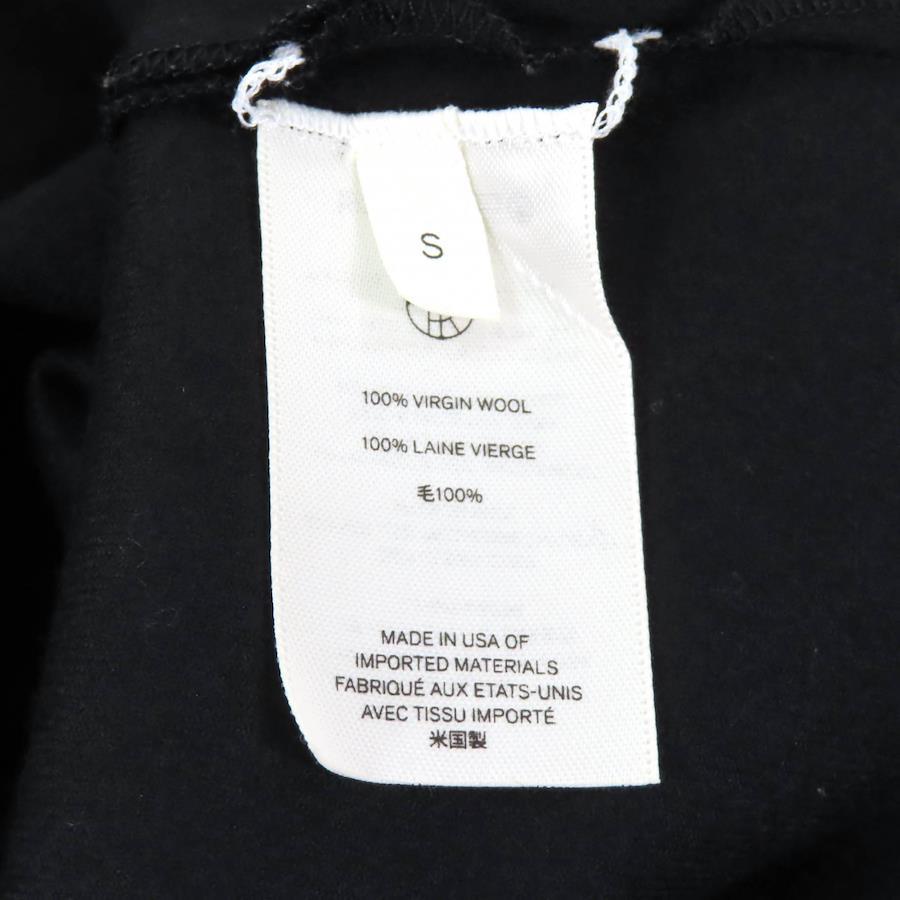 S
100% VIRGIN WOOL
100% LAINE VIERGE
毛100%
MADE IN USA OF
IMPORTED MATERIALS
FABRIQUÉ AUX ETATS-UNIS
AVEC TISSU IMPORTÉ
米国製